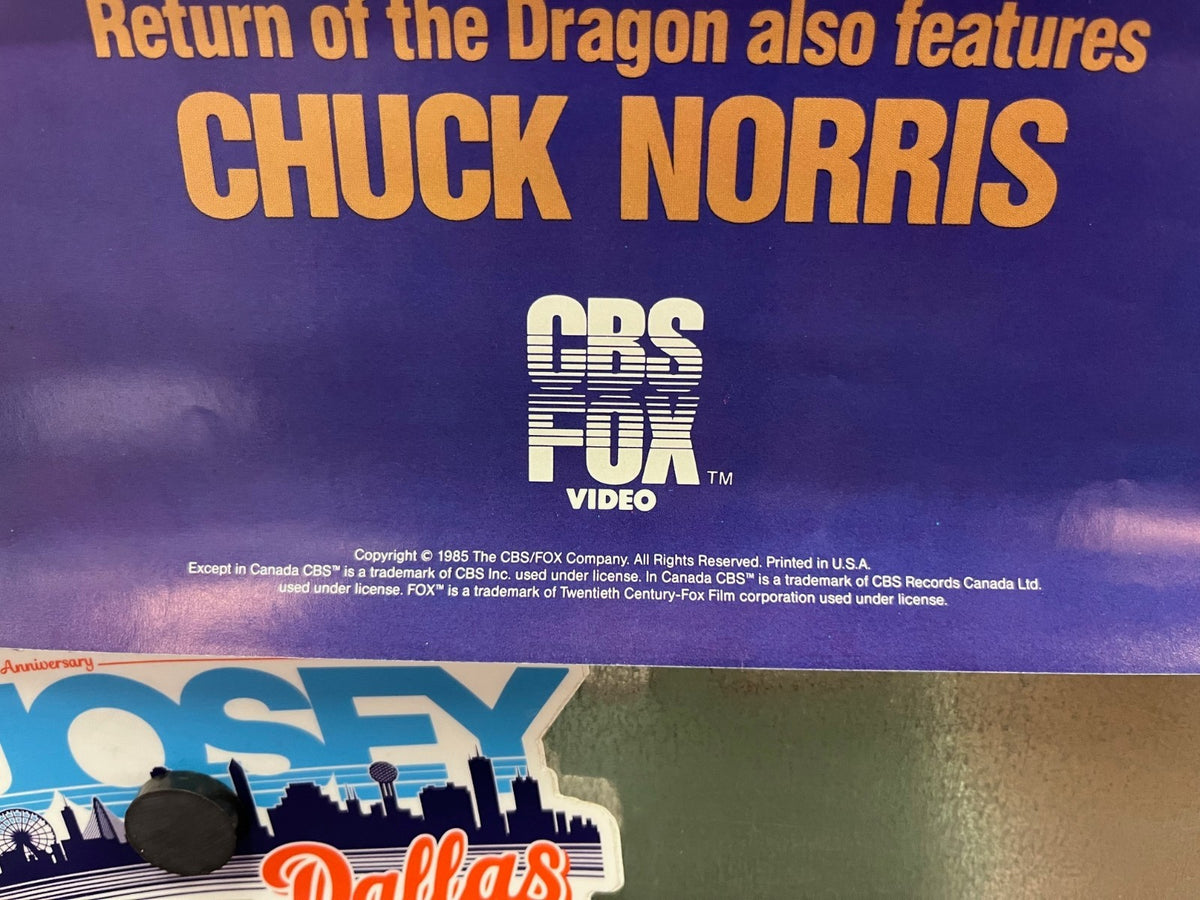 Return of the Dragon also features
CHUCK NORRIS
CBS
FOX
TM
VIDEO
Copyright © 1985 The CBS/FOX Company. All Rights Reserved. Printed in U.S.A.
Except in Canada CBS™ is a trademark of CBS Inc. used under license. In Canada CBS™ is a trademark of CBS Records Canada Ltd.
used under license. FOX™ is a trademark of Twentieth Century-Fox Film corporation used under license.
Anniversary
JOSEY
Dallas